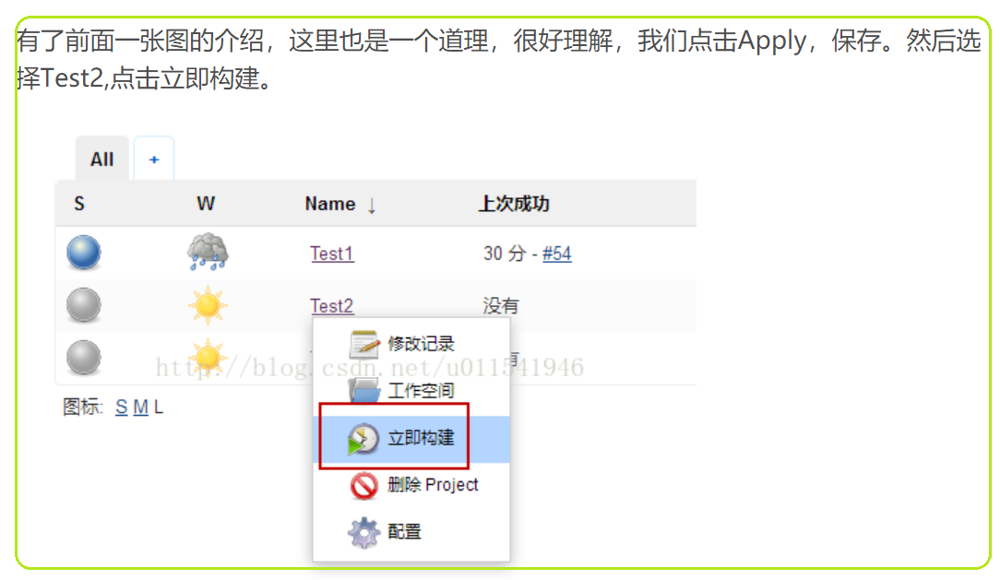 有了前面一张图的介绍，这里也是一个道理，很好理解，我们点击Apply，保存。然后选
择Test2,点击立即构建。
All +
S W Name ↓ 上次成功
Test1 30 分 - #54
Test2 没有
修改记录
有
http://blog.csdn.net/u011541946
工作空间
图标: S M L
立即构建
删除 Project
配置